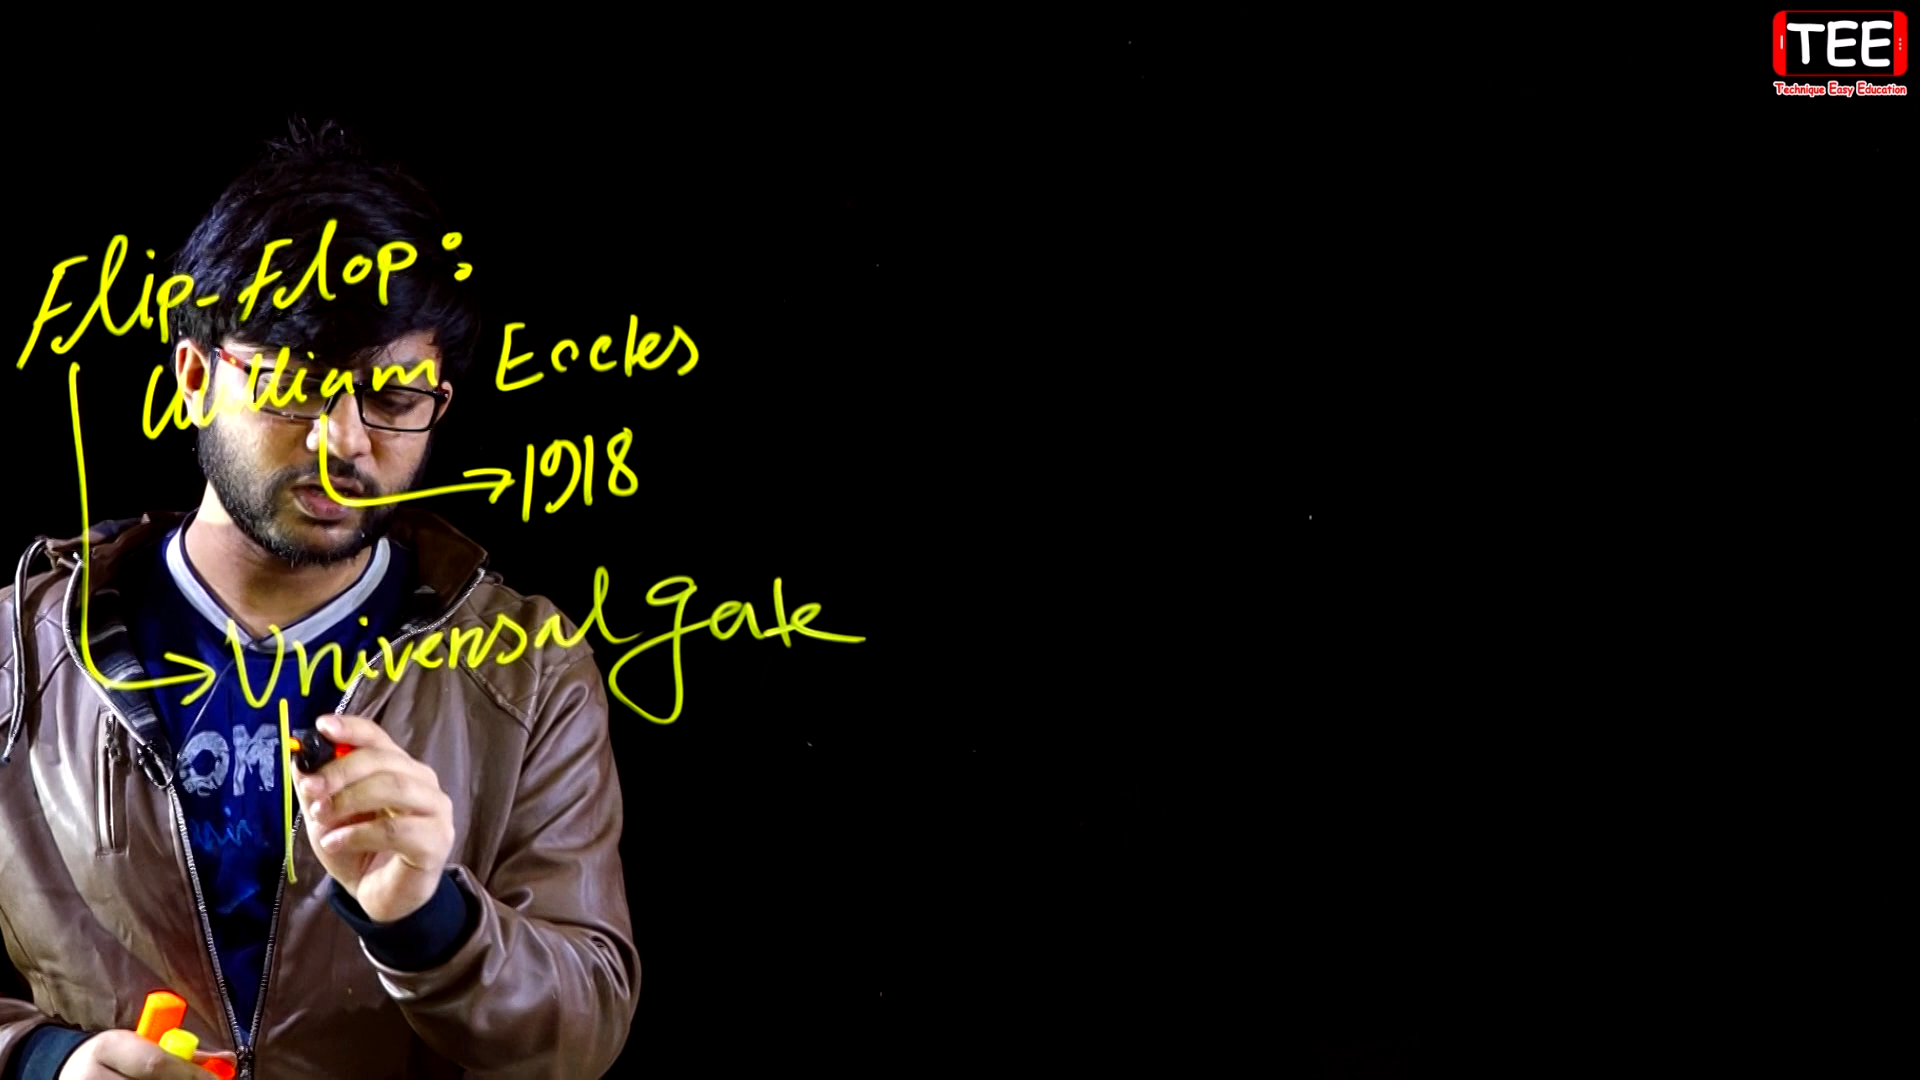 TEE
Technique Easy Education
Flip-Flop:
William Eccles
→1918
→Universal gate